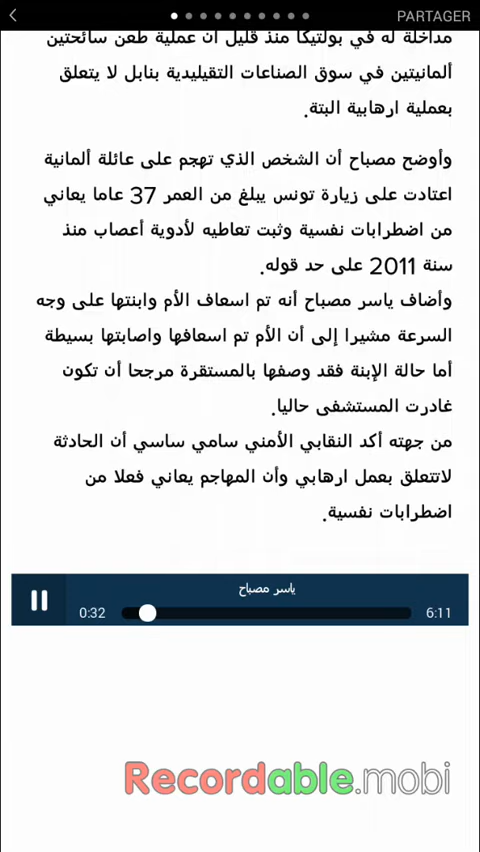 PARTAGER
مداخلة له في بولتيكا منذ قليل أن عملية طعن سائحتين
ألمانيتين في سوق الصناعات التقيليدية بنابل لا يتعلق
بعملية ارهابية البتة.
وأوضح مصباح أن الشخص الذي تهجم على عائلة ألمانية
اعتادت على زيارة تونس يبلغ من العمر 37 عاما يعاني
من اضطرابات نفسية وثبت تعاطيه لأدوية أعصاب منذ
سنة 2011 على حد قوله.
وأضاف ياسر مصباح أنه تم اسعاف الأم وابنتها على وجه
السرعة مشيرا إلى أن الأم تم اسعافها واصابتها بسيطة
أما حالة الإبنة فقد وصفها بالمستقرة مرجحا أن تكون
غادرت المستشفى حاليا.
من جهته أكد النقابي الأمني سامي ساسي أن الحادثة
لاتتعلق بعمل ارهابي وأن المهاجم يعاني فعلا من
اضطرابات نفسية.
ياسر مصباح
0:32 6:11
Recordable.mobi